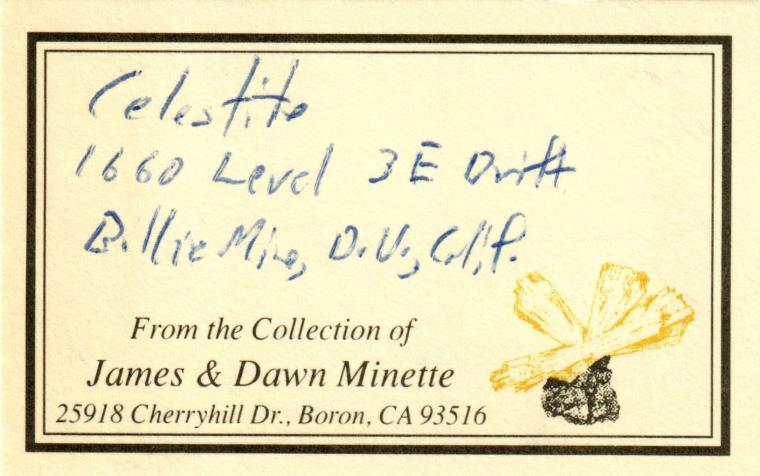 Celestite
1660 Level 3E Drift
Billie Mine, D.V., Calif.
From the Collection of
James & Dawn Minette
25918 Cherryhill Dr., Boron, CA 93516